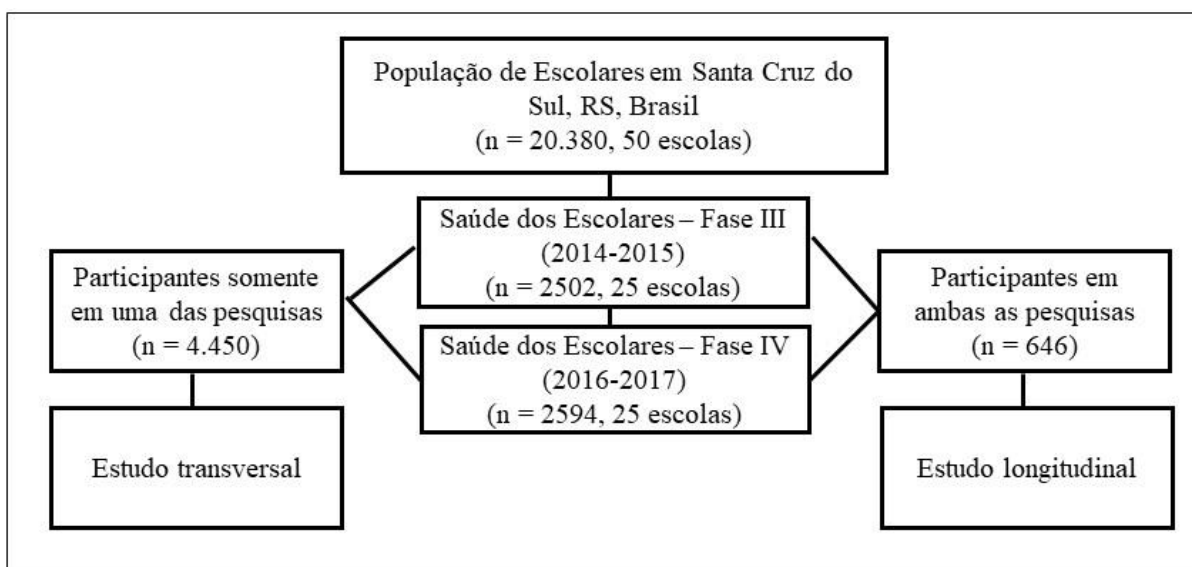 População de Escolares em Santa Cruz do
Sul, RS, Brasil
(n = 20.380, 50 escolas)
Saúde dos Escolares – Fase III
(2014-2015)
(n = 2502, 25 escolas)
Participantes somente
em uma das pesquisas
(n = 4.450)
Participantes em
ambas as pesquisas
(n = 646)
Saúde dos Escolares – Fase IV
(2016-2017)
(n = 2594, 25 escolas)
Estudo transversal
Estudo longitudinal